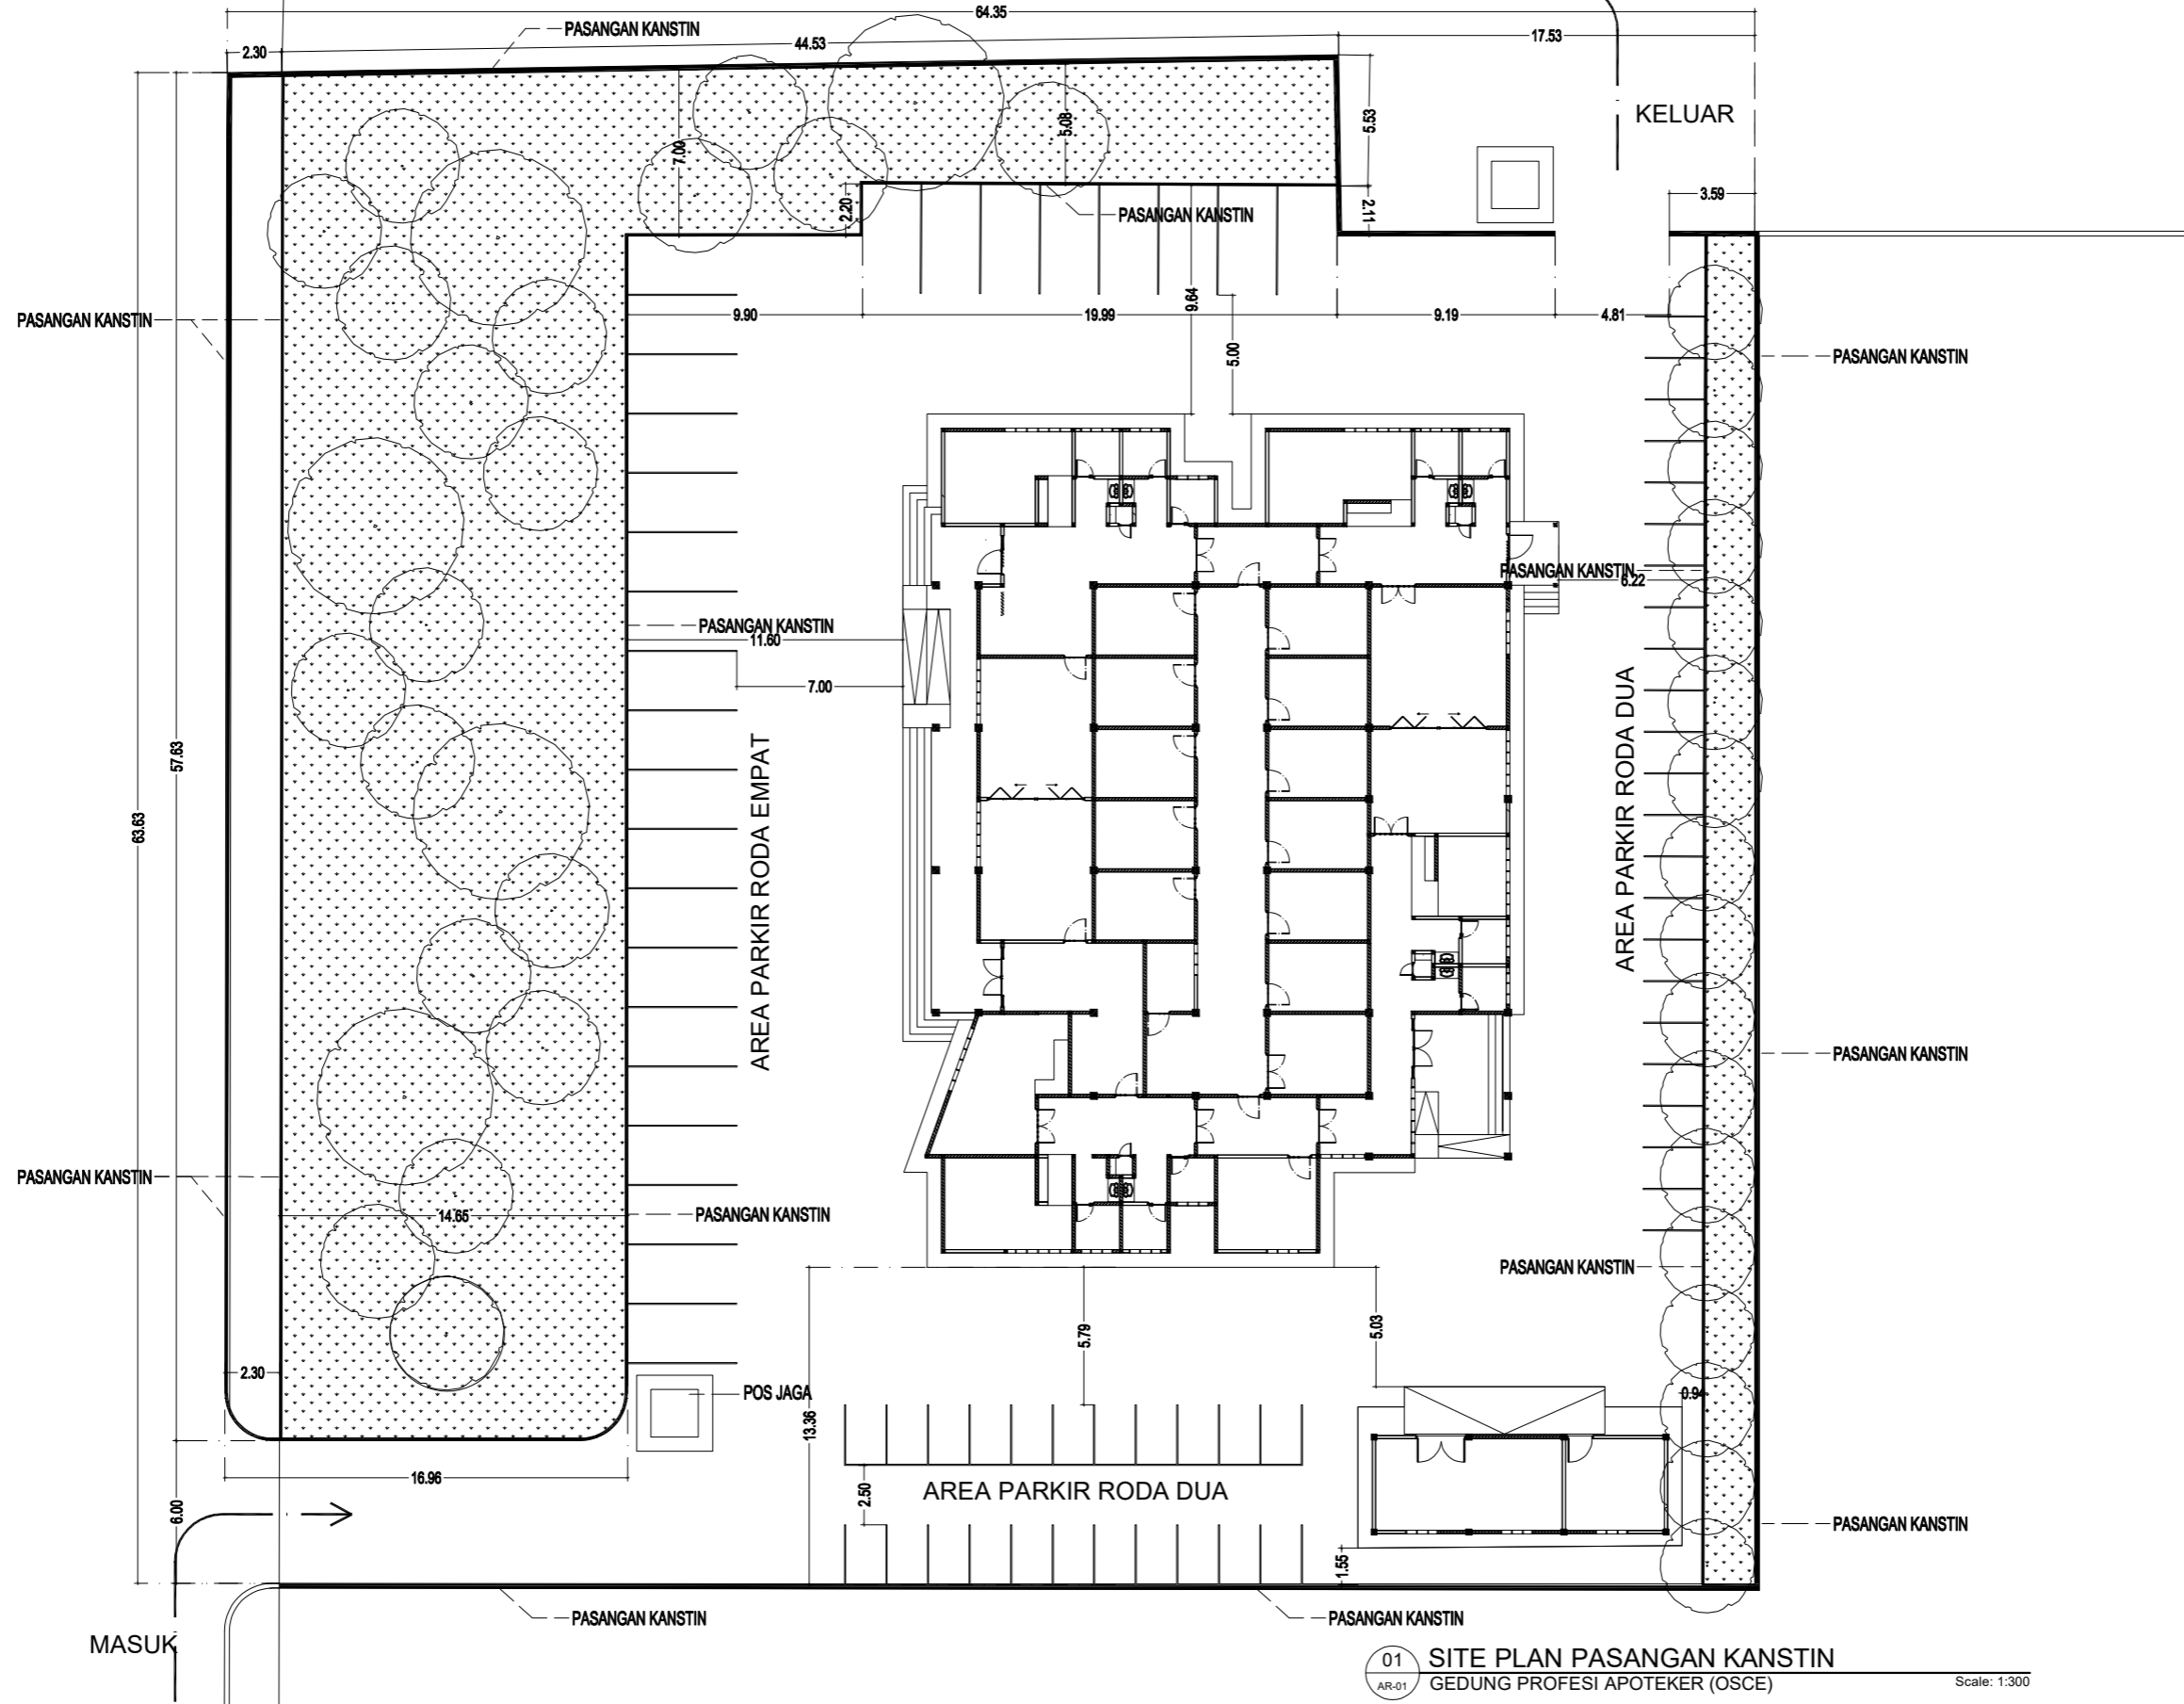 64.35
PASANGAN KANSTIN
2.30
44.53
17.53
KELUAR
5.53
5.08
7.00
3.59
2.20
PASANGAN KANSTIN
2.11
9.64
PASANGAN KANSTIN
9.90
19.99
9.19
4.81
5.00
PASANGAN KANSTIN
PASANGAN KANSTIN
6.22
PASANGAN KANSTIN
11.60
7.00
57.63
63.63
AREA PARKIR RODA EMPAT
AREA PARKIR RODA DUA
PASANGAN KANSTIN
PASANGAN KANSTIN
14.65
PASANGAN KANSTIN
PASANGAN KANSTIN
5.79
5.03
2.30
POS JAGA
0.94
13.36
16.96
2.50
AREA PARKIR RODA DUA
6.00
PASANGAN KANSTIN
1.55
PASANGAN KANSTIN
PASANGAN KANSTIN
MASUK
01
AR-01
SITE PLAN PASANGAN KANSTIN
GEDUNG PROFESI APOTEKER (OSCE)
Scale: 1:300